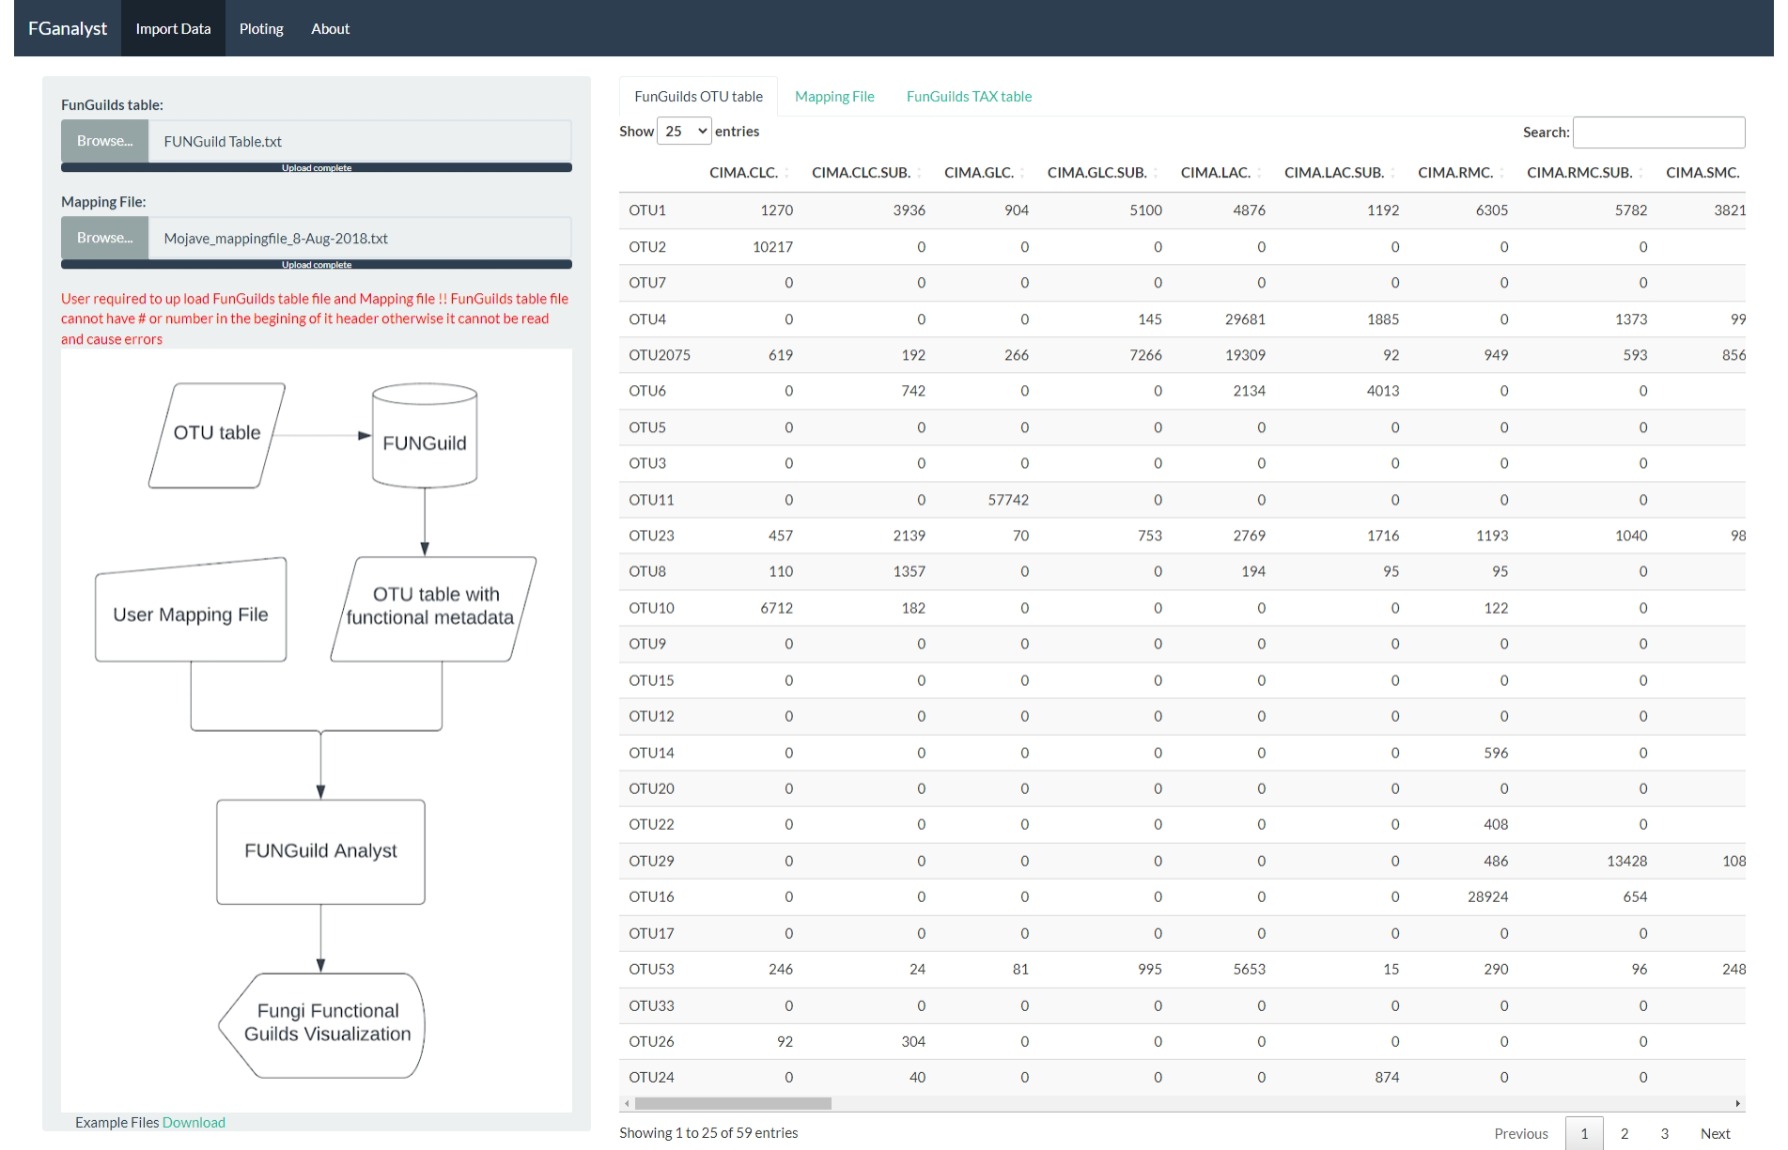 FGanalyst Import Data Ploting About
FunGuilds table:
Browse... FUNGuild Table.txt
Upload complete
Mapping File:
Browse... Mojave_mappingfile_8-Aug-2018.txt
Upload complete
User required to up load FunGuilds table file and Mapping file !! FunGuilds table file
cannot have # or number in the begining of it header otherwise it cannot be read
and cause errors
OTU table
FUNGuild
User Mapping File
OTU table with
functional metadata
FUNGuild Analyst
Fungi Functional
Guilds Visualization
Example Files Download
FunGuilds OTU table Mapping File FunGuilds TAX table
Show 25 entries Search:
CIMA.CLC. CIMA.CLC.SUB. CIMA.GLC. CIMA.GLC.SUB. CIMA.LAC. CIMA.LAC.SUB. CIMA.RMC. CIMA.RMC.SUB. CIMA.SMC.
OTU1 1270 3936 904 5100 4876 1192 6305 5782 3821
OTU2 10217 0 0 0 0 0 0 0
OTU7 0 0 0 0 0 0 0 0
OTU4 0 0 0 145 29681 1885 0 1373 99
OTU2075 619 192 266 7266 19309 92 949 593 856
OTU6 0 742 0 0 2134 4013 0 0
OTU5 0 0 0 0 0 0 0 0
OTU3 0 0 0 0 0 0 0 0
OTU11 0 0 57742 0 0 0 0 0
OTU23 457 2139 70 753 2769 1716 1193 1040 98
OTU8 110 1357 0 0 194 95 95 0
OTU10 6712 182 0 0 0 0 122 0
OTU9 0 0 0 0 0 0 0 0
OTU15 0 0 0 0 0 0 0 0
OTU12 0 0 0 0 0 0 0 0
OTU14 0 0 0 0 0 0 596 0
OTU20 0 0 0 0 0 0 0 0
OTU22 0 0 0 0 0 0 408 0
OTU29 0 0 0 0 0 0 486 13428 108
OTU16 0 0 0 0 0 0 28924 654
OTU17 0 0 0 0 0 0 0 0
OTU53 246 24 81 995 5653 15 290 96 248
OTU33 0 0 0 0 0 0 0 0
OTU26 92 304 0 0 0 0 0 0
OTU24 0 40 0 0 0 874 0 0
Showing 1 to 25 of 59 entries Previous 1 2 3 Next